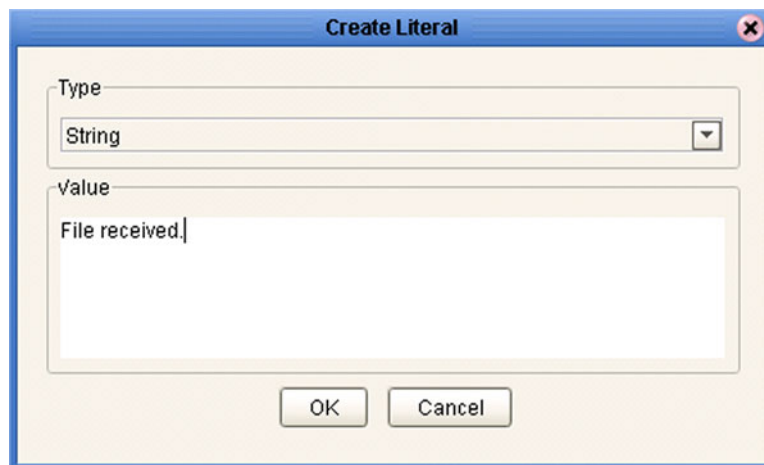 Create Literal
Type
String
Value
File received.
OK Cancel